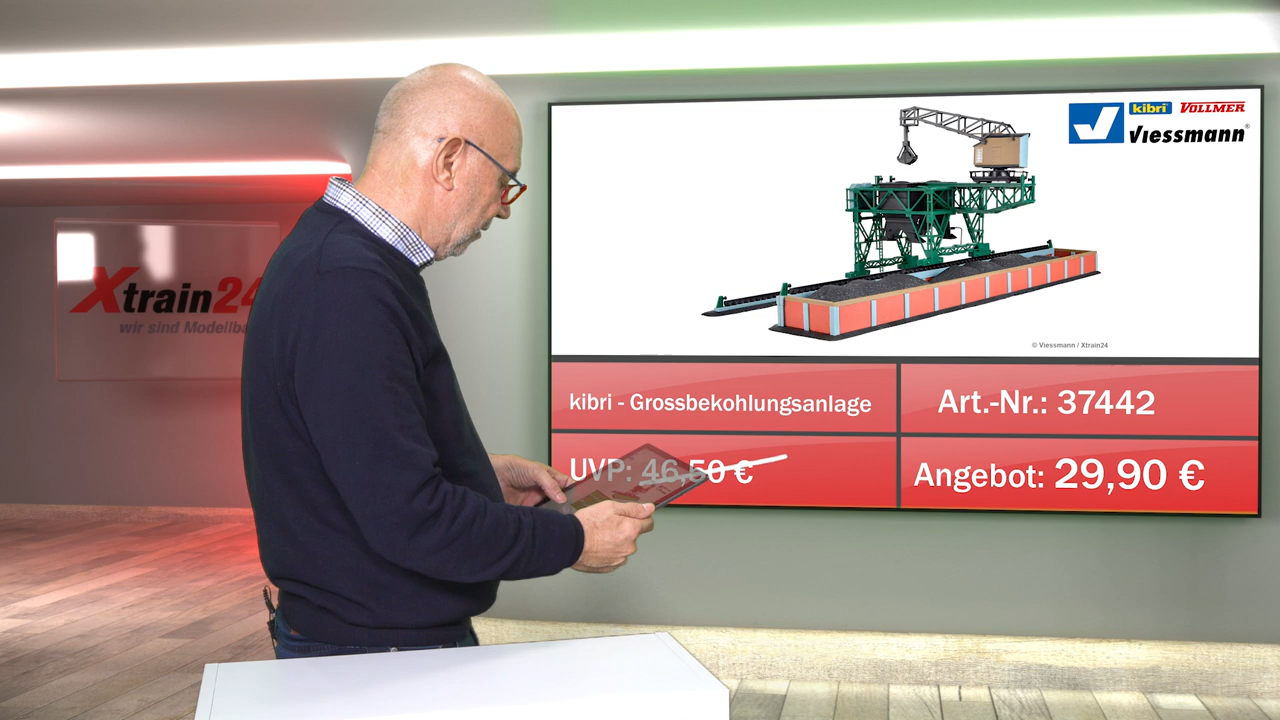 kibri VOLLMER
Viessmann®
Xtrain24
wir sind Modellba
© Viessmann / Xtrain24
kibri - Grossbekohlungsanlage
Art.-Nr.: 37442
UVP: 46,50 €
Angebot: 29,90 €